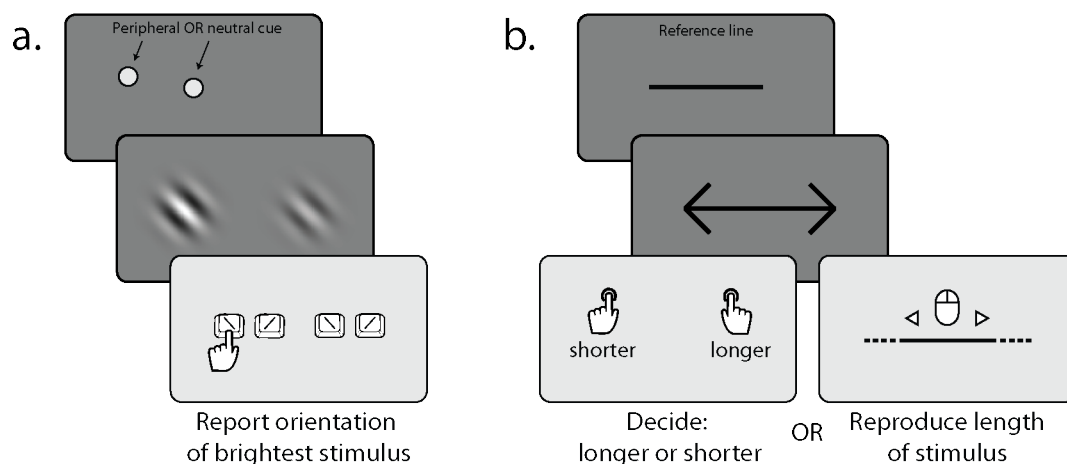 a.
Peripheral OR neutral cue
Report orientation
of brightest stimulus
b.
Reference line
shorter
longer
Decide:
longer or shorter
OR
Reproduce length
of stimulus